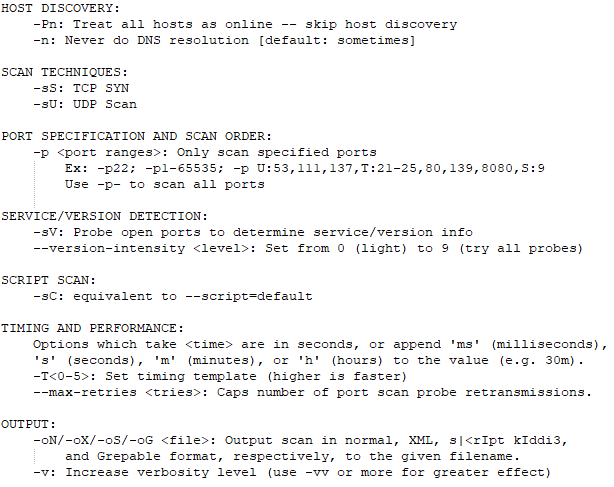 HOST DISCOVERY:
-Pn: Treat all hosts as online -- skip host discovery
-n: Never do DNS resolution [default: sometimes]
SCAN TECHNIQUES:
-sS: TCP SYN
-sU: UDP Scan
PORT SPECIFICATION AND SCAN ORDER:
-p <port ranges>: Only scan specified ports
Ex: -p22; -p1-65535; -p U:53,111,137,T:21-25,80,139,8080,S:9
Use -p- to scan all ports
SERVICE/VERSION DETECTION:
-sV: Probe open ports to determine service/version info
--version-intensity <level>: Set from 0 (light) to 9 (try all probes)
SCRIPT SCAN:
-sC: equivalent to --script=default
TIMING AND PERFORMANCE:
Options which take <time> are in seconds, or append 'ms' (milliseconds),
's' (seconds), 'm' (minutes), or 'h' (hours) to the value (e.g. 30m).
-T<0-5>: Set timing template (higher is faster)
--max-retries <tries>: Caps number of port scan probe retransmissions.
OUTPUT:
-oN/-oX/-oS/-oG <file>: Output scan in normal, XML, s|<rIpt kIddi3,
and Grepable format, respectively, to the given filename.
-v: Increase verbosity level (use -vv or more for greater effect)